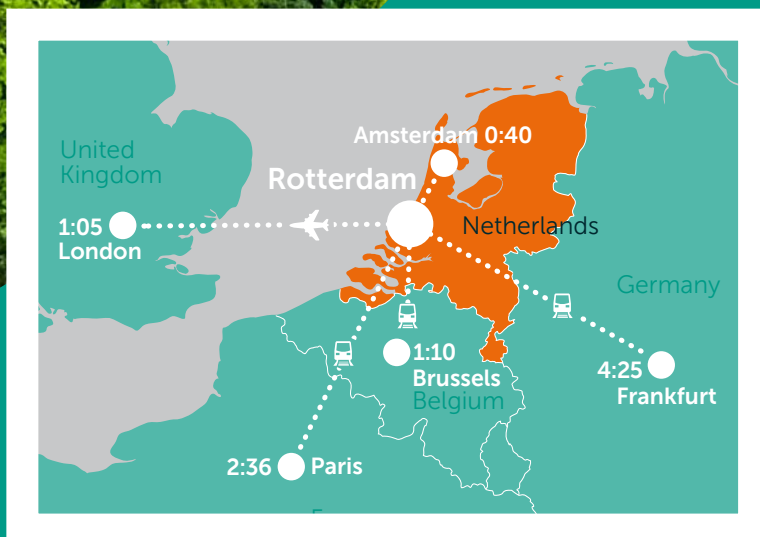 Amsterdam 0:40
United
Kingdom
Rotterdam
1:05
London
Netherlands
Germany
1:10
Brussels
Belgium
4:25
Frankfurt
2:36 Paris